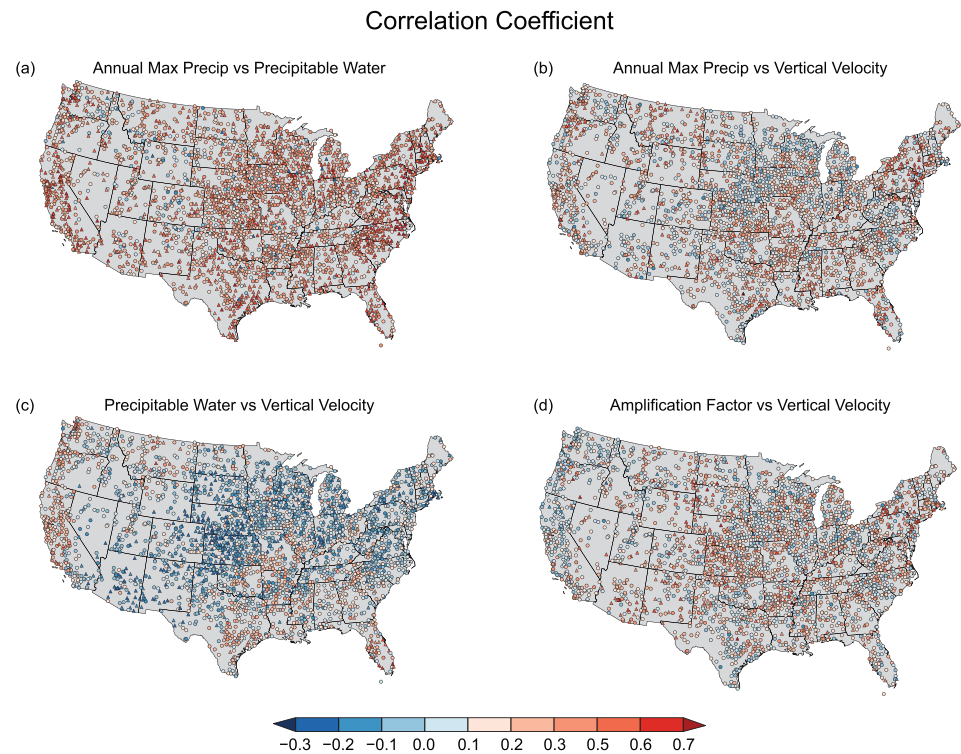 Correlation Coefficient
(a) Annual Max Precip vs Precipitable Water
(b) Annual Max Precip vs Vertical Velocity
(c) Precipitable Water vs Vertical Velocity
(d) Amplification Factor vs Vertical Velocity
−0.3 −0.2 −0.1 0.0 0.1 0.2 0.3 0.5 0.6 0.7